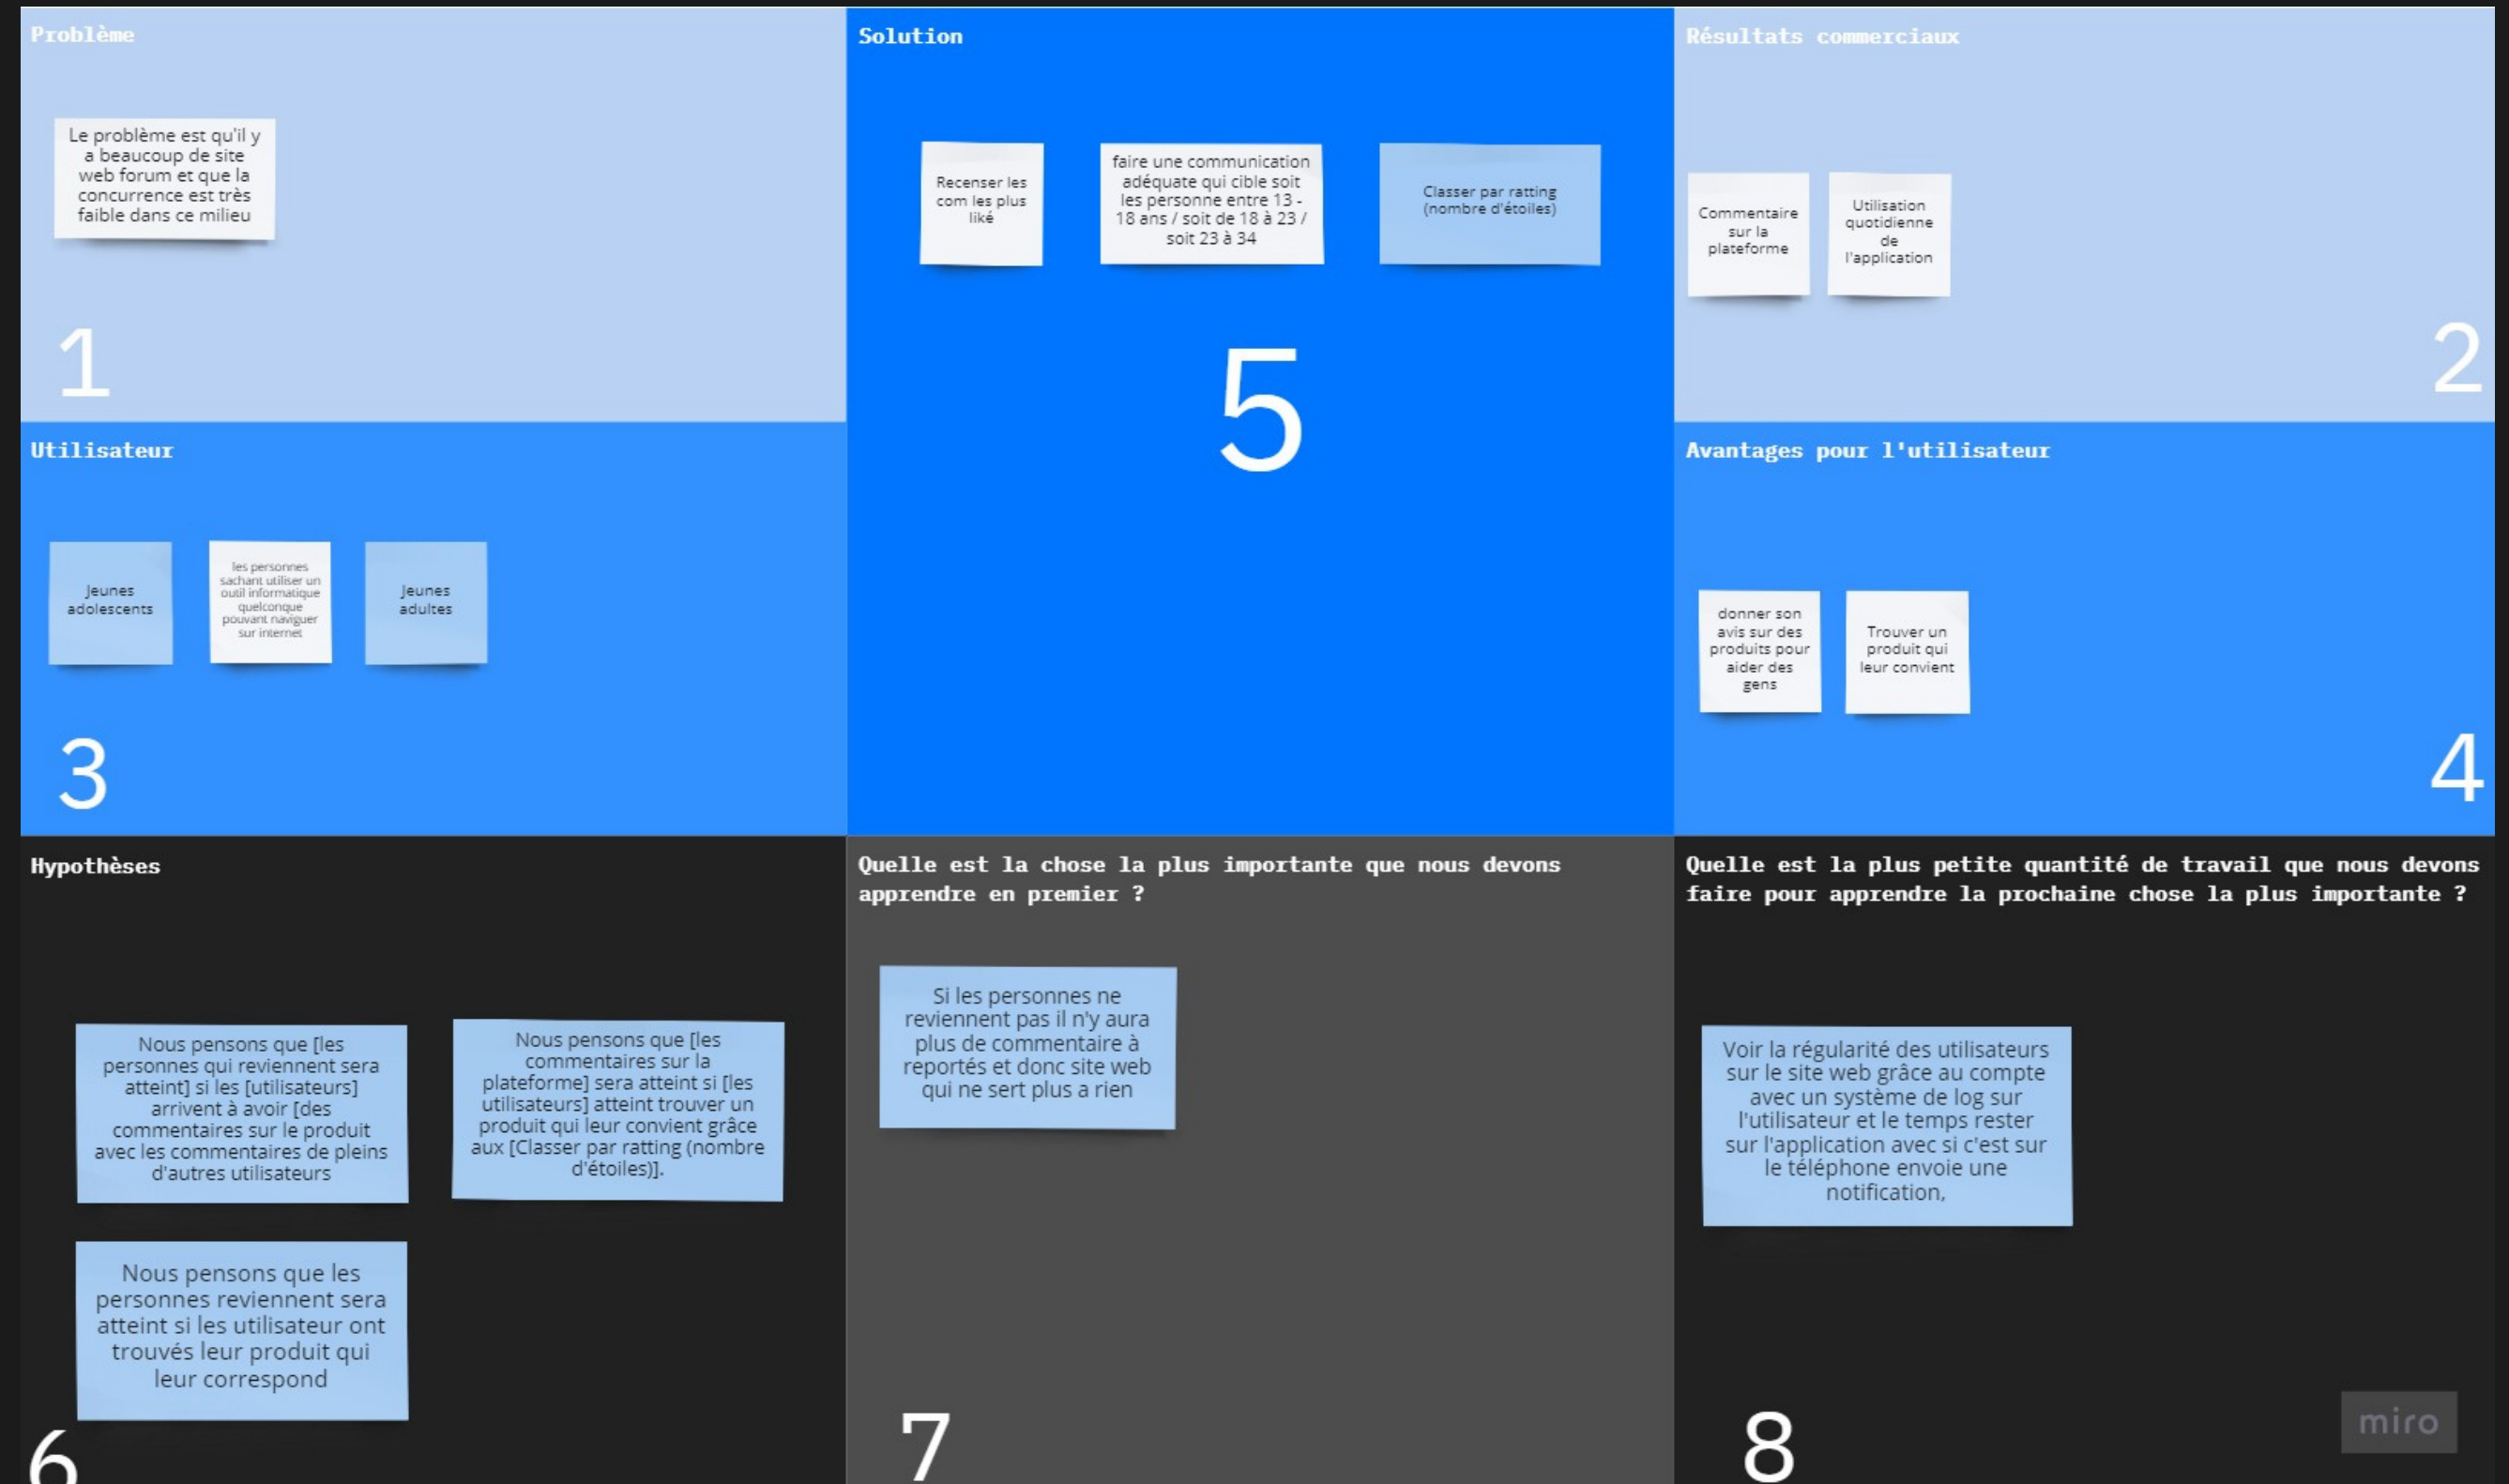 Problème
Le problème est qu'il y
a beaucoup de site
web forum et que la
concurrence est très
faible dans ce milieu
1
Solution
Recenser les
com les plus
liké
faire une communication
adéquate qui cible soit
les personne entre 13 -
18 ans / soit de 18 à 23 /
soit 23 à 34
Classer par ratting
(nombre d'étoiles)
5
Résultats commerciaux
Commentaire
sur la
plateforme
Utilisation
quotidienne
de
l'application
2
Utilisateur
Jeunes
adolescents
les personnes
sachant utiliser un
outil informatique
quelconque
pouvant naviguer
sur internet
Jeunes
adultes
3
Avantages pour l'utilisateur
donner son
avis sur des
produits pour
aider des
gens
Trouver un
produit qui
leur convient
4
Hypothèses
Nous pensons que [les
personnes qui reviennent sera
atteint] si les [utilisateurs]
arrivent à avoir [des
commentaires sur le produit
avec les commentaires de pleins
d'autres utilisateurs
Nous pensons que [les
commentaires sur la
plateforme] sera atteint si [les
utilisateurs] atteint trouver un
produit qui leur convient grâce
aux [Classer par ratting (nombre
d'étoiles)].
Nous pensons que les
personnes reviennent sera
atteint si les utilisateur ont
trouvés leur produit qui
leur correspond
6
Quelle est la chose la plus importante que nous devons
apprendre en premier ?
Si les personnes ne
reviennent pas il n'y aura
plus de commentaire à
reportés et donc site web
qui ne sert plus a rien
7
Quelle est la plus petite quantité de travail que nous devons
faire pour apprendre la prochaine chose la plus importante ?
Voir la régularité des utilisateurs
sur le site web grâce au compte
avec un système de log sur
l'utilisateur et le temps rester
sur l'application avec si c'est sur
le téléphone envoie une
notification,
8
miro